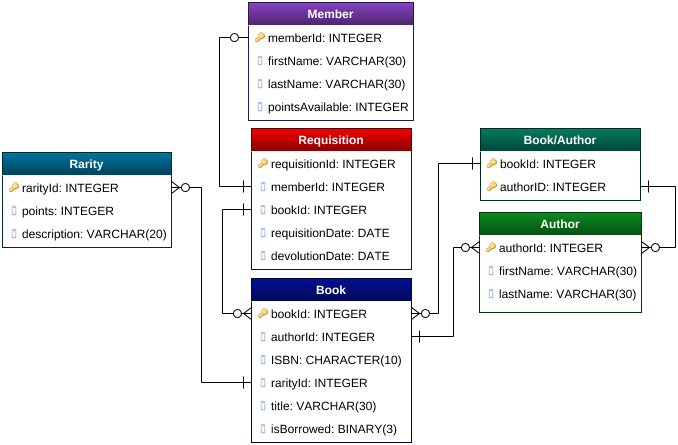 Member
memberId: INTEGER
firstName: VARCHAR(30)
lastName: VARCHAR(30)
pointsAvailable: INTEGER
Requisition
requisitionId: INTEGER
memberId: INTEGER
bookId: INTEGER
requisitionDate: DATE
devolutionDate: DATE
Book/Author
bookId: INTEGER
authorID: INTEGER
Rarity
rarityId: INTEGER
points: INTEGER
description: VARCHAR(20)
Author
authorId: INTEGER
firstName: VARCHAR(30)
lastName: VARCHAR(30)
Book
bookId: INTEGER
authorId: INTEGER
ISBN: CHARACTER(10)
rarityId: INTEGER
title: VARCHAR(30)
isBorrowed: BINARY(3)